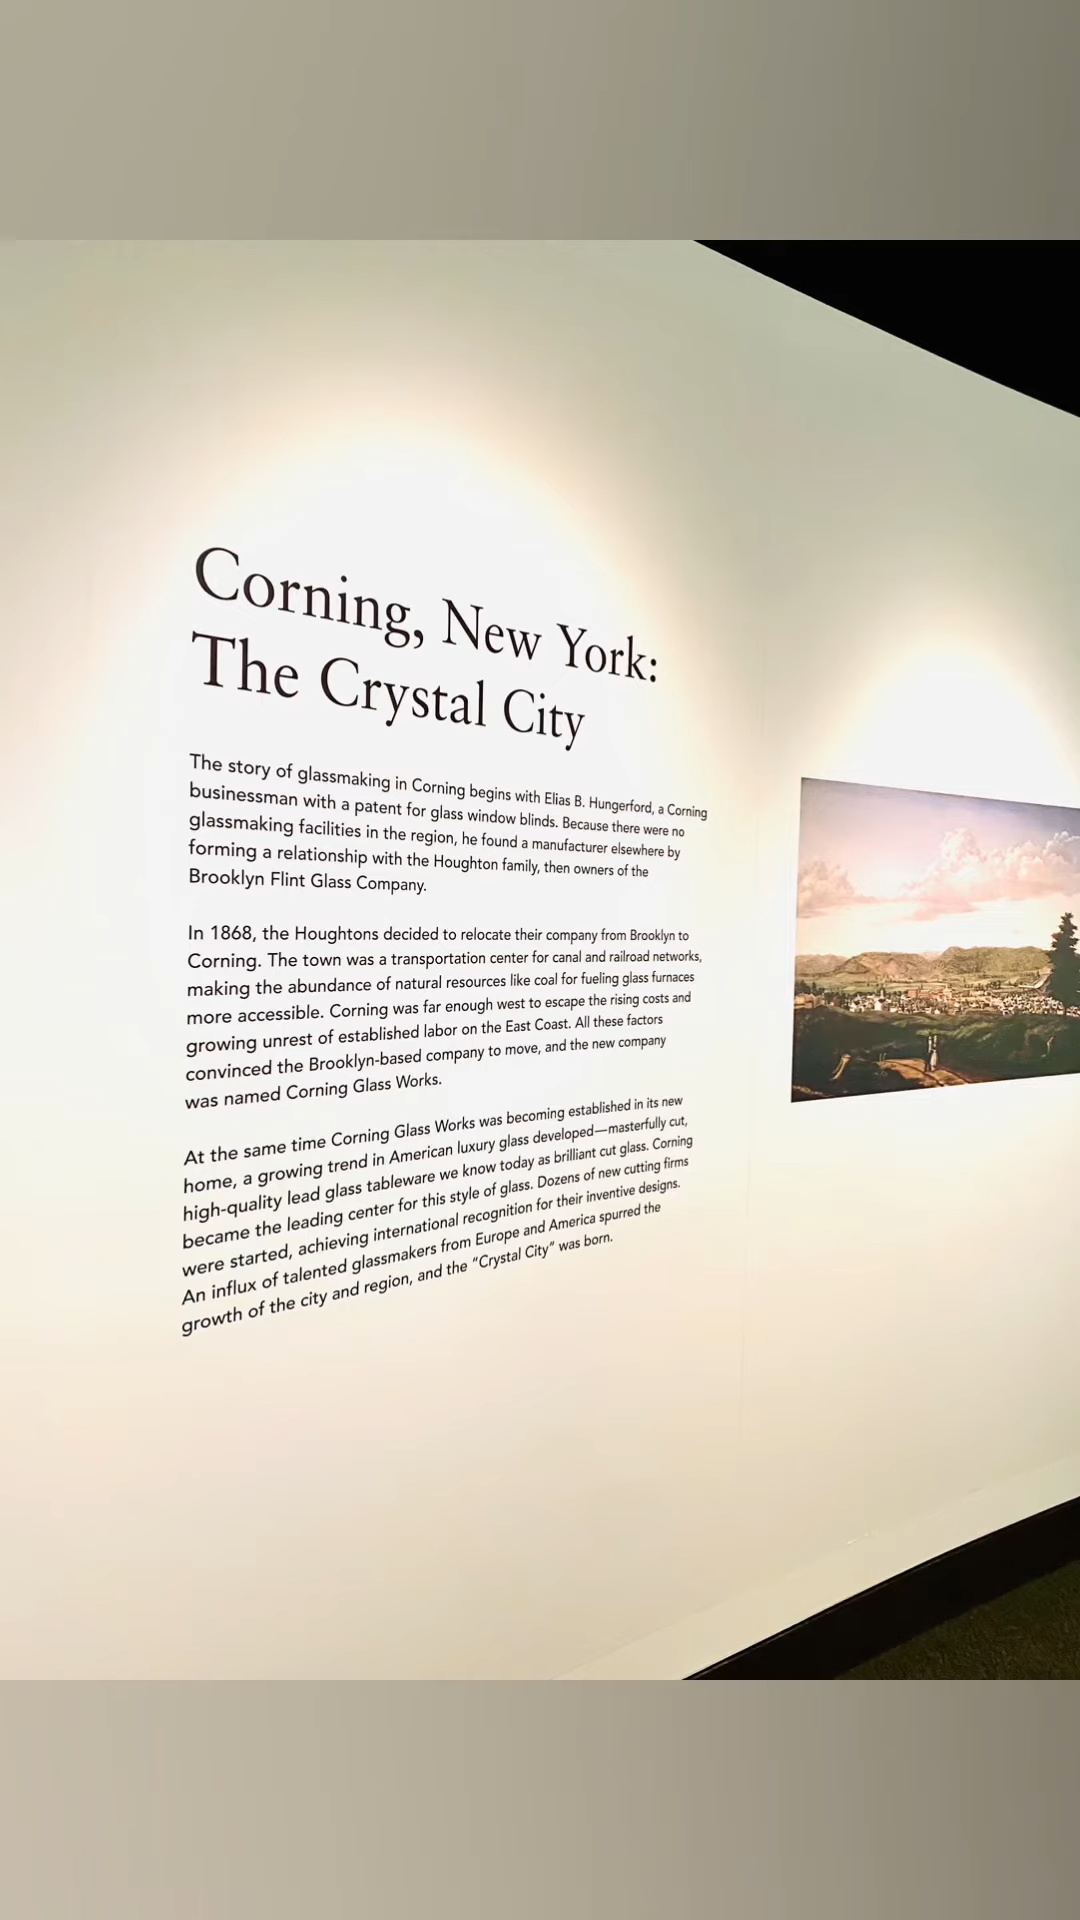 Corning, New York:
The Crystal City
The story of glassmaking in Corning begins with Elias B. Hungerford, a Corning
businessman with a patent for glass window blinds. Because there were no
glassmaking facilities in the region, he found a manufacturer elsewhere by
forming a relationship with the Houghton family, then owners of the
Brooklyn Flint Glass Company.
In 1868, the Houghtons decided to relocate their company from Brooklyn to
Corning. The town was a transportation center for canal and railroad networks,
making the abundance of natural resources like coal for fueling glass furnaces
more accessible. Corning was far enough west to escape the rising costs and
growing unrest of established labor on the East Coast. All these factors
convinced the Brooklyn-based company to move, and the new company
was named Corning Glass Works.
At the same time Corning Glass Works was becoming established in its new
home, a growing trend in American luxury glass developed—masterfully cut,
high-quality lead glass tableware we know today as brilliant cut glass. Corning
became the leading center for this style of glass. Dozens of new cutting firms
were started, achieving international recognition for their inventive designs.
An influx of talented glassmakers from Europe and America spurred the
growth of the city and region, and the “Crystal City” was born.